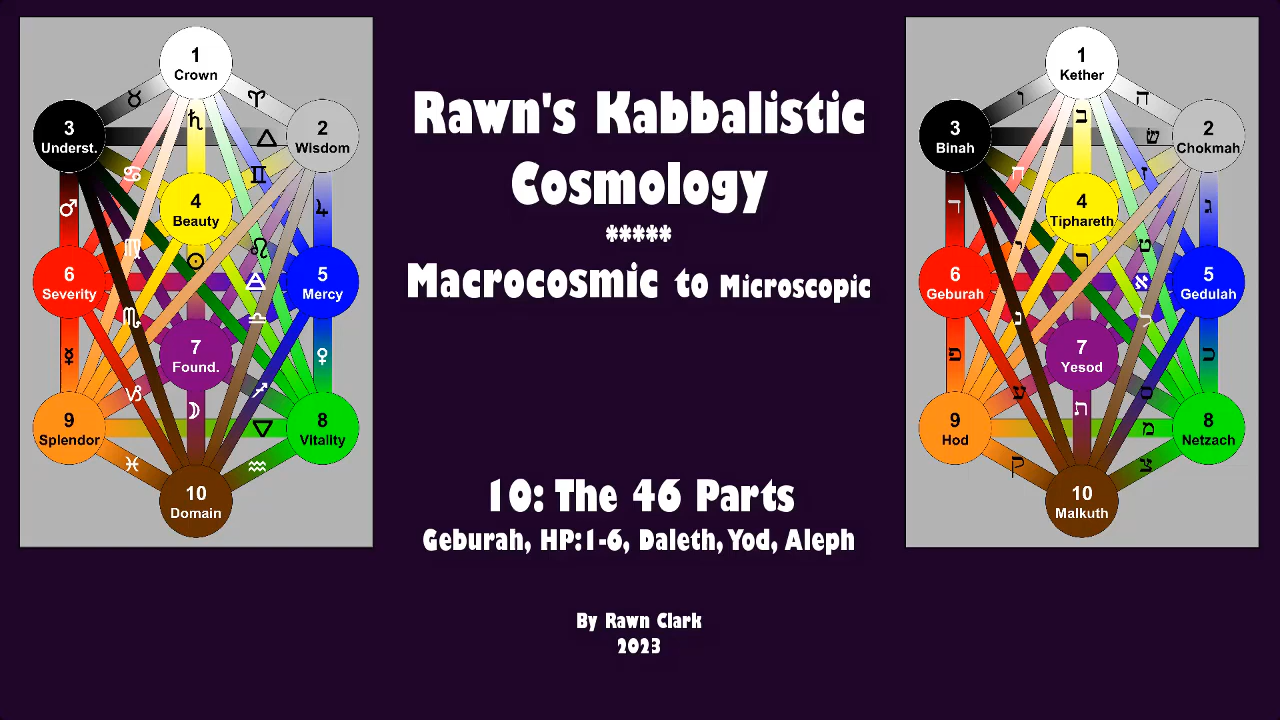 1
Crown
♉ ♈
3
Underst.
2
Wisdom
♄
△
♋ ♊
4
Beauty
♂ ♃
♍ ♌
☉
6
Severity
5
Mercy
♏ ♎
7
Found.
☿ ♀
♑ ♐
☽
9
Splendor
8
Vitality
▽
♓ ♒
10
Domain
Rawn's Kabbalistic
Cosmology
*****
Macrocosmic to Microscopic
10: The 46 Parts
Geburah, HP:1-6, Daleth, Yod, Aleph
By Rawn Clark
2023
1
Kether
ו ה
3
Binah
2
Chokmah
ב
ש
ח ז
4
Tiphareth
ד ג
י ט
ר
6
Geburah
5
Gedulah
א
נ ל
7
Yesod
פ
ע ס
ת
9
Hod
8
Netzach
מ
ק צ
10
Malkuth